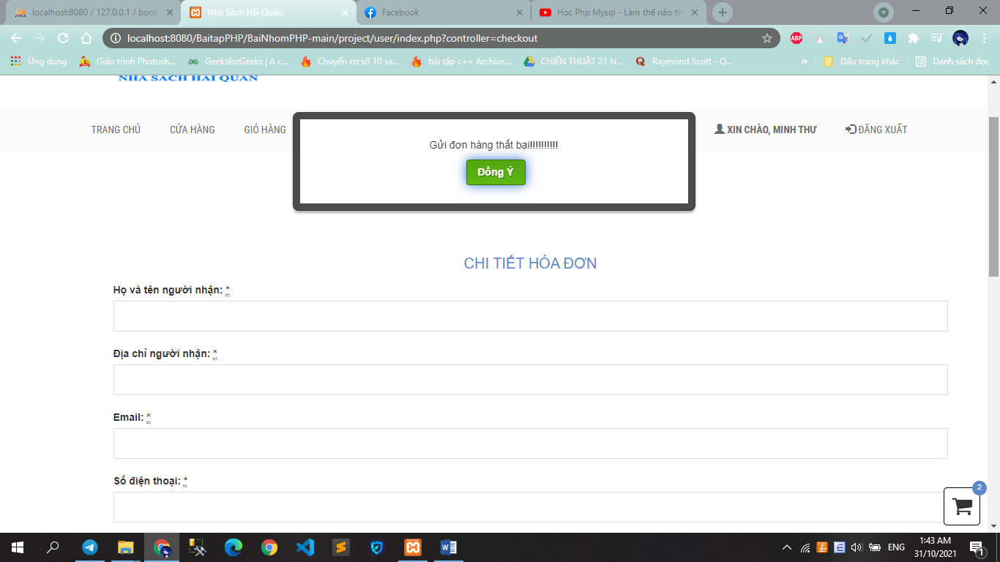 localhost:8080 / 127.0.0.1 / book
Nhà Sách Hải Quân
Facebook
Học Php Mysql - Làm thế nào th
localhost:8080/BaitapPHP/BaiNhomPHP-main/project/user/index.php?controller=checkout
ABP
Ứng dụng
Giáo trình Photosh...
GeeksforGeeks | A c...
Chuyển cơ số 10 sa...
bài tập c++ Archive...
CHIẾN THUẬT 21 N...
Raymond Scott - Q...
»
Dấu trang khác
Danh sách đọc
NHÀ SÁCH HẢI QUÂN
TRANG CHỦ
CỬA HÀNG
GIỎ HÀNG
XIN CHÀO, MINH THƯ
ĐĂNG XUẤT
Gửi đơn hàng thất bại!!!!!!!!!!
Đồng Ý
CHI TIẾT HÓA ĐƠN
Họ và tên người nhận: *
Địa chỉ người nhận: *
Email: *
Số điện thoại: *
2
ENG
1:43 AM
31/10/2021
1